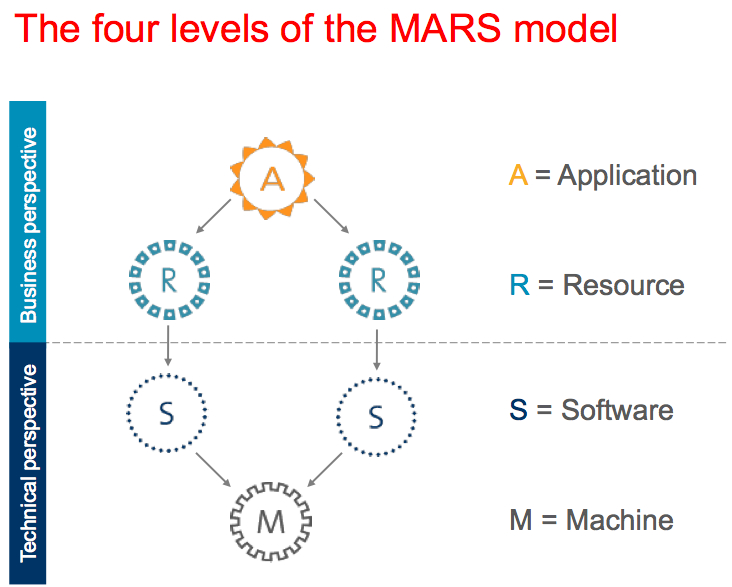 The four levels of the MARS model
Business perspective
A
A = Application
R
R
R = Resource
Technical perspective
S
S
S = Software
M
M = Machine